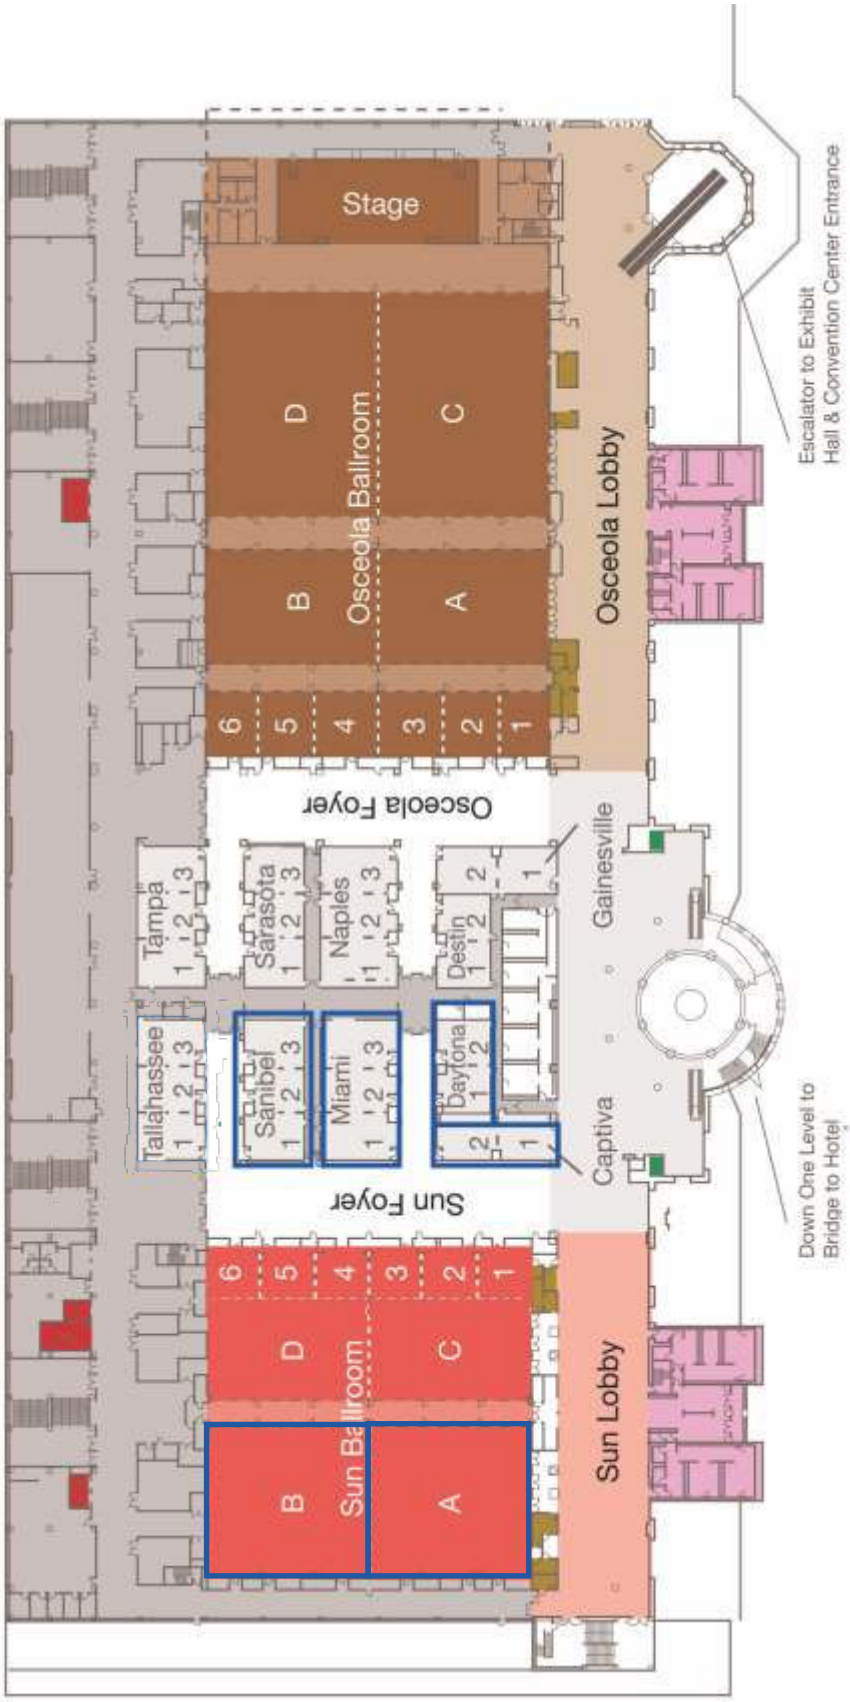 Stage
D
C
Osceola Ballroom
B
A
6
5
4
3
2
1
Osceola Lobby
Escalator to Exhibit
Hall & Convention Center Entrance
Osceola Foyer
Tampa
1 2 3
Sarasota
1 2 3
Naples
1 2 3
Destin
1 2
Gainesville
2
1
Tallahassee
1 2 3
Sanibel
1 2 3
Miami
1 2 3
Daytona
1 2
Captiva
2
1
Down One Level to
Bridge to Hotel
Sun Foyer
6
5
4
3
2
1
D
C
Sun Ballroom
B
A
Sun Lobby